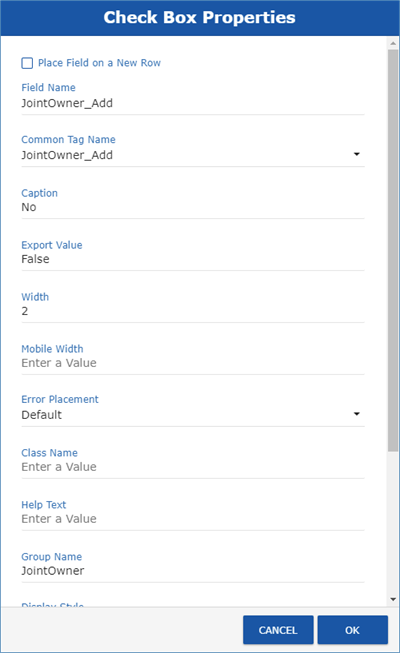 Check Box Properties
Place Field on a New Row
Field Name
JointOwner_Add
Common Tag Name
JointOwner_Add
Caption
No
Export Value
False
Width
2
Mobile Width
Enter a Value
Error Placement
Default
Class Name
Enter a Value
Help Text
Enter a Value
Group Name
JointOwner
Display Style
CANCEL OK